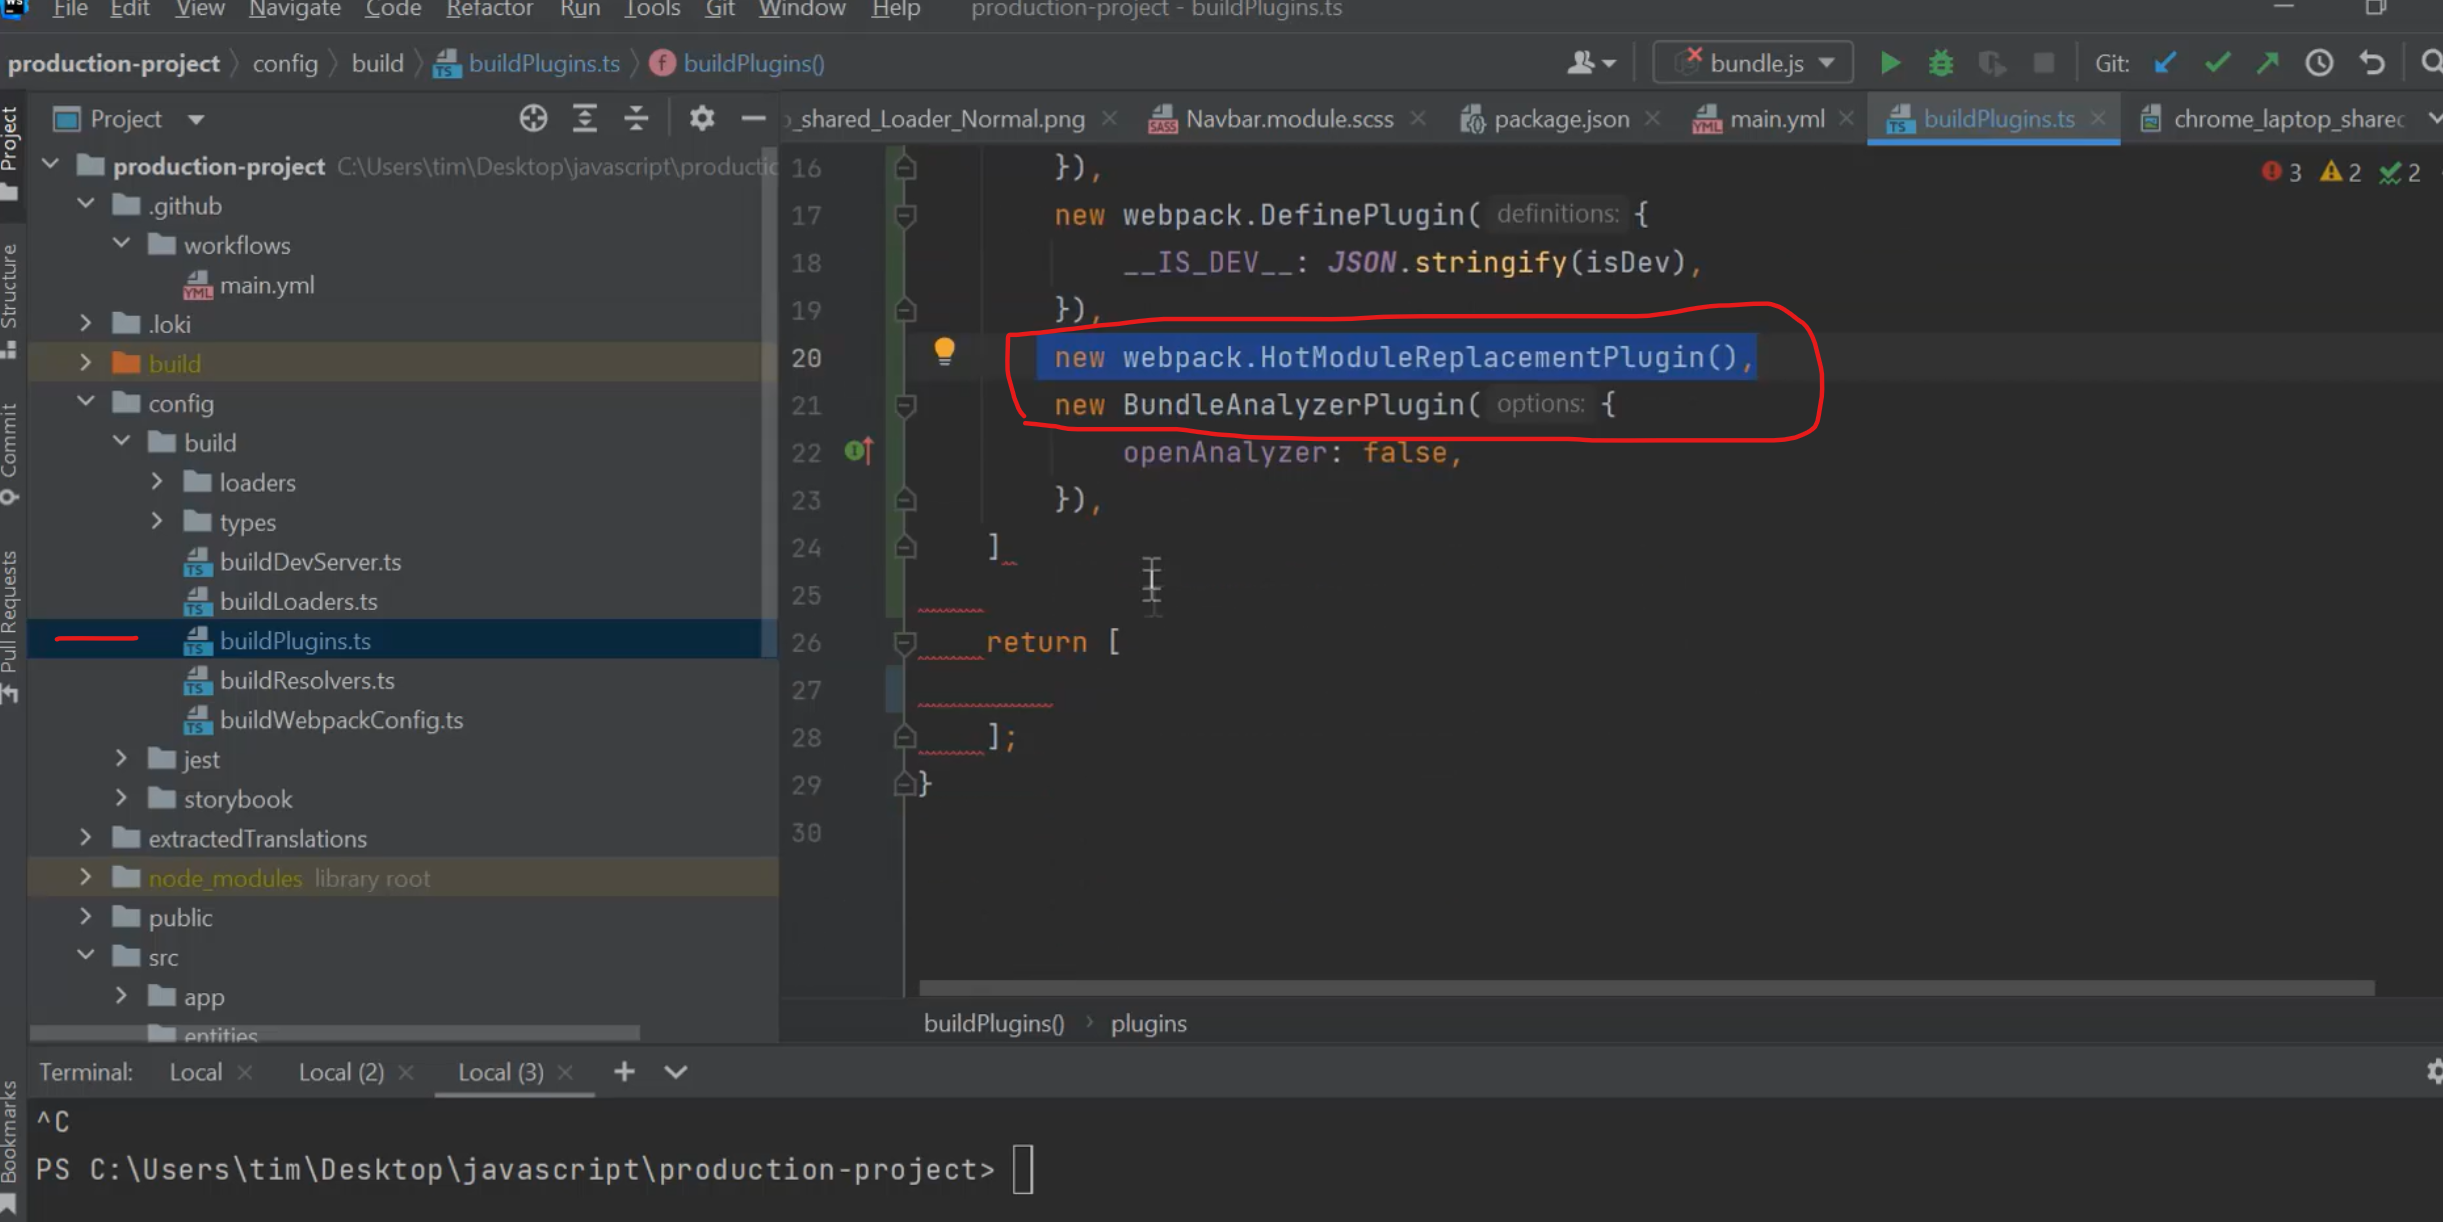 File Edit View Navigate Code Refactor Run Tools Git Window Help production-project - buildPlugins.ts
production-project config build buildPlugins.ts buildPlugins() bundle.js Git:
Project
_shared_Loader_Normal.png Navbar.module.scss package.json main.yml buildPlugins.ts chrome_laptop_share
production-project C:\Users\tim\Desktop\javascript\producti
.github
workflows
main.yml
.loki
build
config
build
loaders
types
buildDevServer.ts
buildLoaders.ts
buildPlugins.ts
buildResolvers.ts
buildWebpackConfig.ts
jest
storybook
extractedTranslations
node_modules library root
public
src
app
entities
Project
Structure
Commit
Pull Requests
Bookmarks
3 2 2
16 }),
17 new webpack.DefinePlugin( definitions: {
18 __IS_DEV__: JSON.stringify(isDev),
19 }),
20 new webpack.HotModuleReplacementPlugin(),
21 new BundleAnalyzerPlugin( options: {
22 openAnalyzer: false,
23 }),
24 ]
25
26 return [
27
28 ];
29 }
30
buildPlugins() plugins
Terminal: Local Local (2) Local (3)
^C
PS C:\Users\tim\Desktop\javascript\production-project>